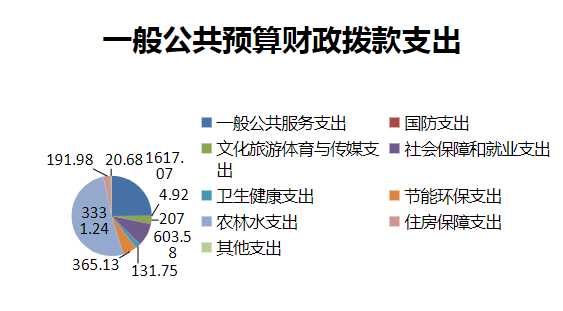 一般公共预算财政拨款支出
191.98
20.68
1617.
07
4.92
207
603.5
8
131.75
365.13
333
1.24
一般公共服务支出
国防支出
文化旅游体育与传媒支
出
社会保障和就业支出
卫生健康支出
节能环保支出
农林水支出
住房保障支出
其他支出